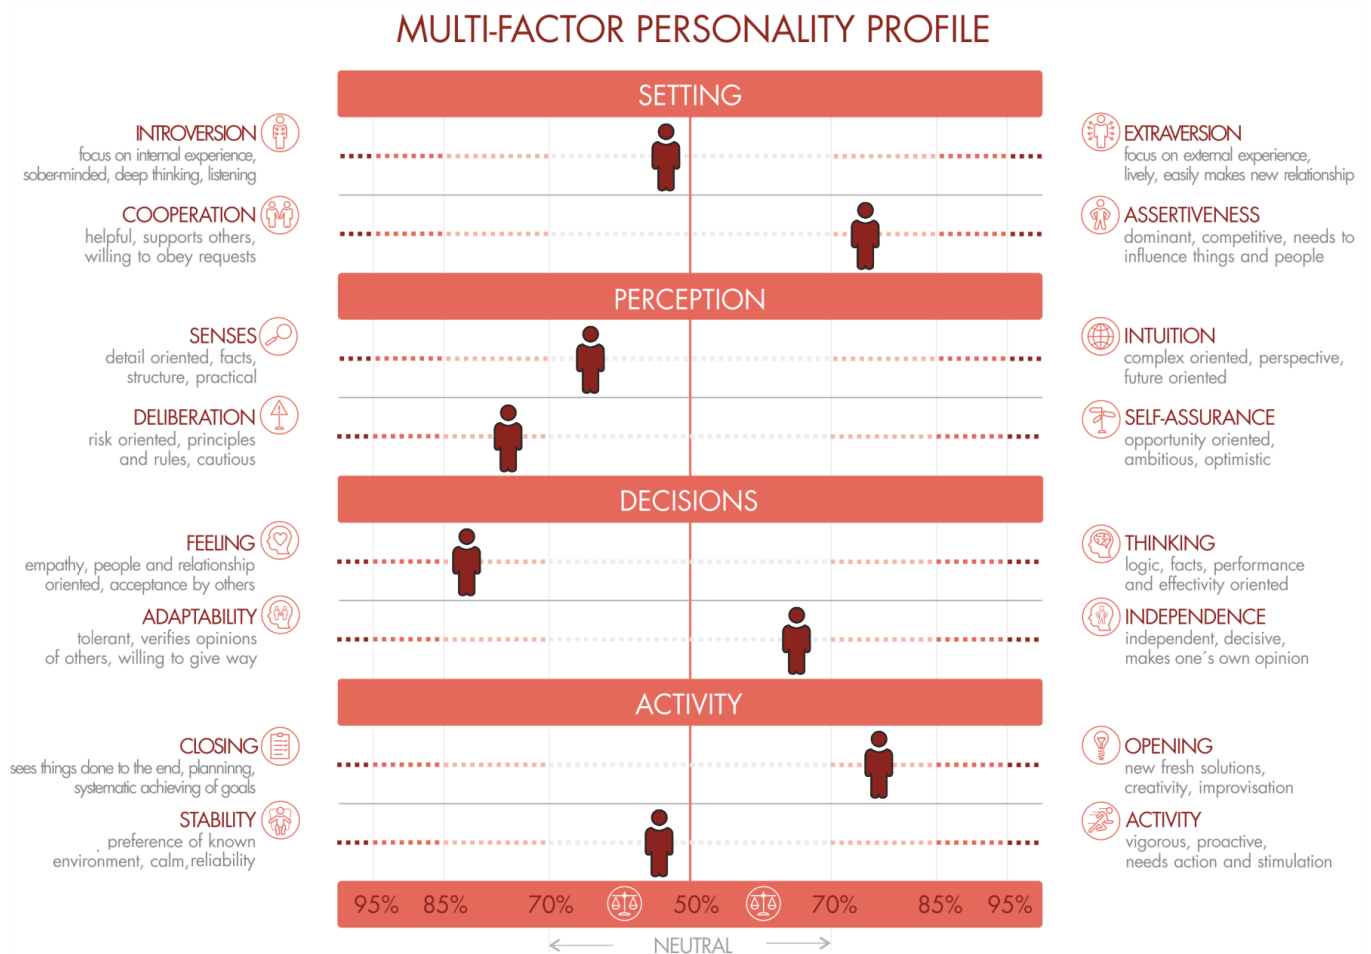 MULTI-FACTOR PERSONALITY PROFILE
SETTING
INTROVERSION
focus on internal experience,
sober-minded, deep thinking, listening
EXTRAVERSION
focus on external experience,
lively, easily makes new relationship
COOPERATION
helpful, supports others,
willing to obey requests
ASSERTIVENESS
dominant, competitive, needs to
influence things and people
PERCEPTION
SENSES
detail oriented, facts,
structure, practical
INTUITION
complex oriented, perspective,
future oriented
DELIBERATION
risk oriented, principles
and rules, cautious
SELF-ASSURANCE
opportunity oriented,
ambitious, optimistic
DECISIONS
FEELING
empathy, people and relationship
oriented, acceptance by others
THINKING
logic, facts, performance
and effectivity oriented
ADAPTABILITY
tolerant, verifies opinions
of others, willing to give way
INDEPENDENCE
independent, decisive,
makes one´s own opinion
ACTIVITY
CLOSING
sees things done to the end, planninng,
systematic achieving of goals
OPENING
new fresh solutions,
creativity, improvisation
STABILITY
, preference of known
environment, calm, reliability
ACTIVITY
vigorous, proactive,
needs action and stimulation
95% 85% 70% 50% 70% 85% 95%
NEUTRAL